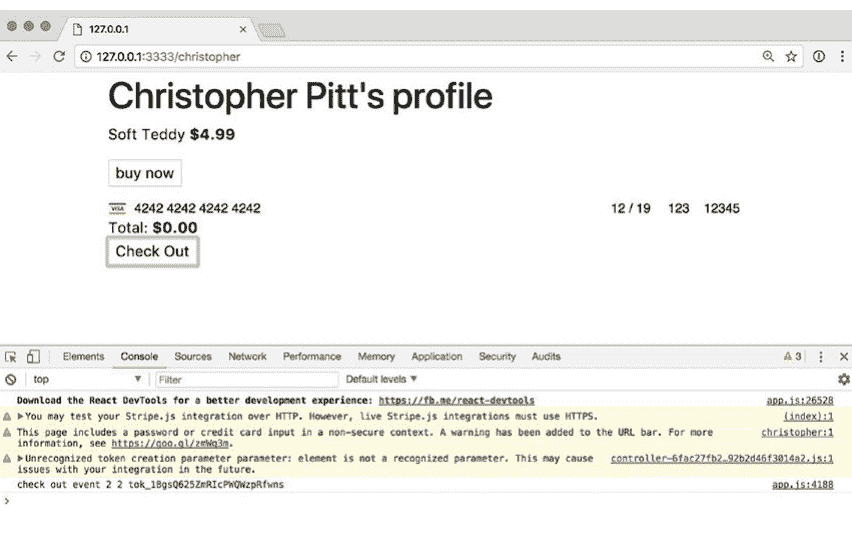 127.0.0.1
127.0.0.1:3333/christopher
Christopher Pitt's profile
Soft Teddy $4.99
buy now
VISA 4242 4242 4242 4242 12 / 19 123 12345
Total: $0.00
Check Out
Elements Console Sources Network Performance Memory Application Security Audits 3
top Filter Default levels
Download the React DevTools for a better development experience: https://fb.me/react-devtools app.js:26528
You may test your Stripe.js integration over HTTP. However, live Stripe.js integrations must use HTTPS. (index):1
This page includes a password or credit card input in a non-secure context. A warning has been added to the URL bar. For more christopher:1
information, see https://goo.gl/zmWq3m.
Unrecognized token creation parameter parameter: element is not a recognized parameter. This may cause controller-6fac27fb2…92b2d46f3014a2.js:1
issues with your integration in the future.
check out event 2 2 tok_1BgsQ625ZmRIcPWQWzpRfwns app.js:4188